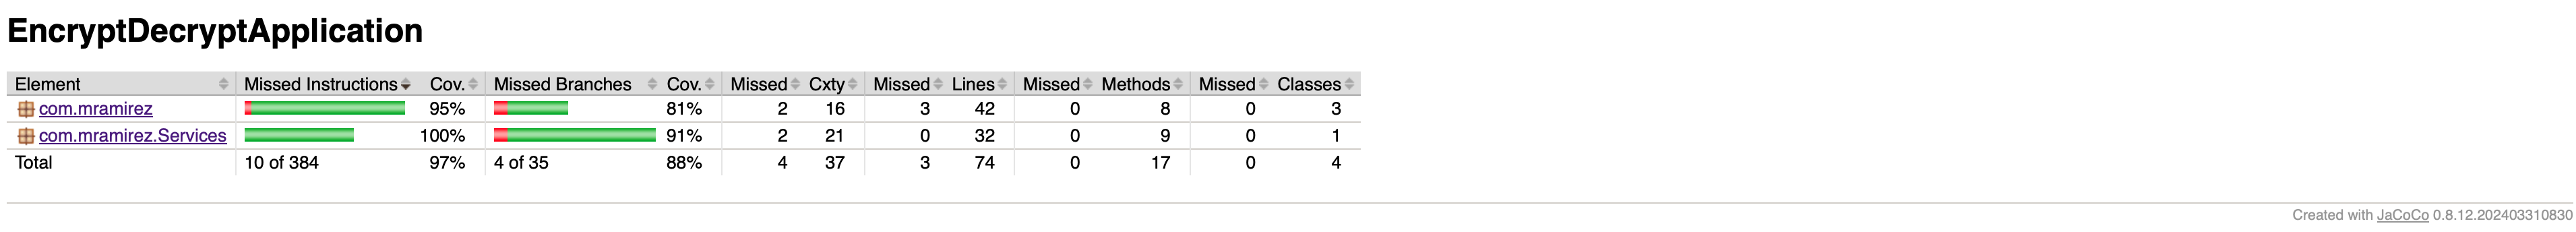 EncryptDecryptApplication
Element Missed Instructions Cov. Missed Branches Cov. Missed Cxty Missed Lines Missed Methods Missed Classes
com.mramirez 95% 81% 2 16 3 42 0 8 0 3
com.mramirez.Services 100% 91% 2 21 0 32 0 9 0 1
Total 10 of 384 97% 4 of 35 88% 4 37 3 74 0 17 0 4
Created with JaCoCo 0.8.12.202403310830